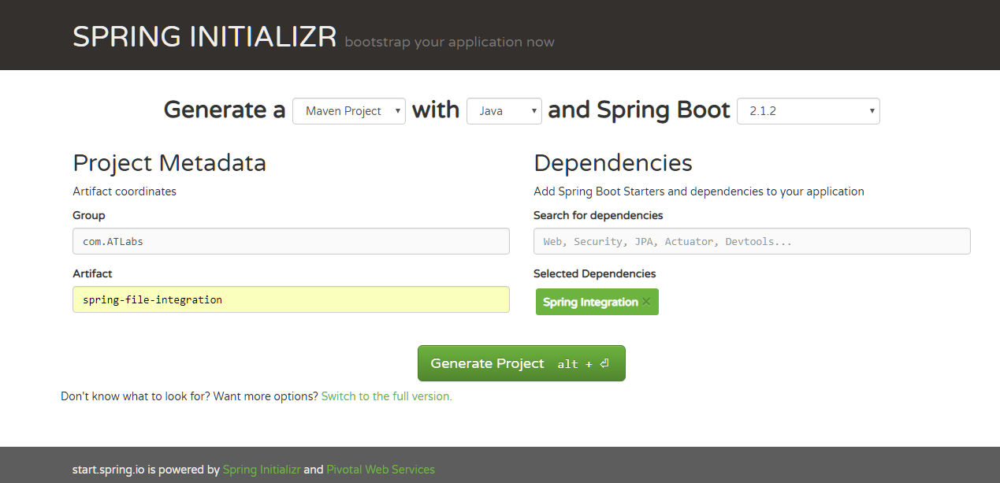 SPRING INITIALIZR bootstrap your application now
Generate a Maven Project with Java and Spring Boot 2.1.2
Project Metadata
Artifact coordinates
Group
com.ATLabs
Artifact
spring-file-integration
Dependencies
Add Spring Boot Starters and dependencies to your application
Search for dependencies
Web, Security, JPA, Actuator, Devtools...
Selected Dependencies
Spring Integration ×
Generate Project alt + ⏎
Don't know what to look for? Want more options? Switch to the full version.
start.spring.io is powered by Spring Initializr and Pivotal Web Services